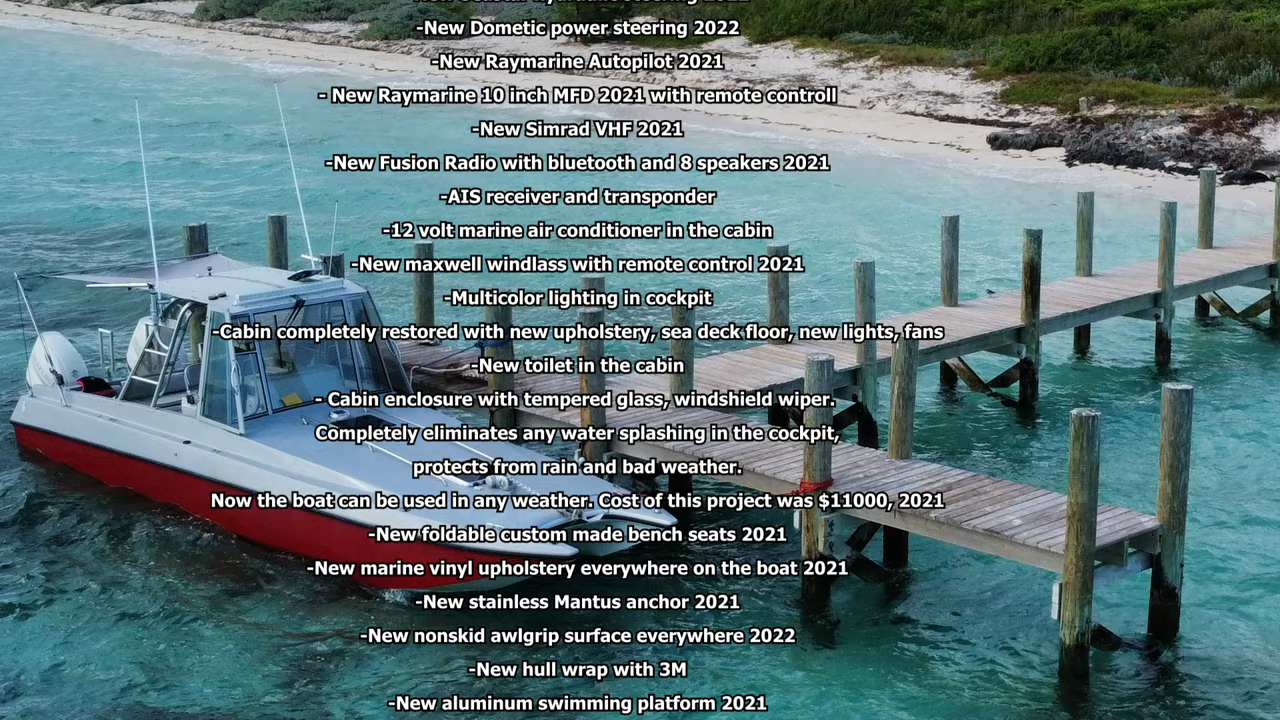 -New Dometic power steering 2022
-New Raymarine Autopilot 2021
- New Raymarine 10 inch MFD 2021 with remote controll
-New Simrad VHF 2021
-New Fusion Radio with bluetooth and 8 speakers 2021
-AIS receiver and transponder
-12 volt marine air conditioner in the cabin
-New maxwell windlass with remote control 2021
-Multicolor lighting in cockpit
-Cabin completely restored with new upholstery, sea deck floor, new lights, fans
-New toilet in the cabin
- Cabin enclosure with tempered glass, windshield wiper.
Completely eliminates any water splashing in the cockpit,
protects from rain and bad weather.
Now the boat can be used in any weather. Cost of this project was $11000, 2021
-New foldable custom made bench seats 2021
-New marine vinyl upholstery everywhere on the boat 2021
-New stainless Mantus anchor 2021
-New nonskid awlgrip surface everywhere 2022
-New hull wrap with 3M
-New aluminum swimming platform 2021